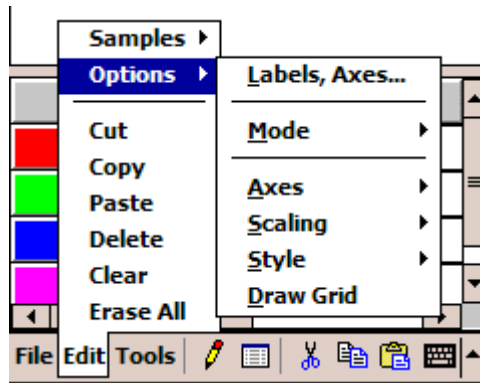 Samples
Options
Cut
Copy
Paste
Delete
Clear
Erase All
Labels, Axes...
Mode
Axes
Scaling
Style
Draw Grid
File Edit Tools